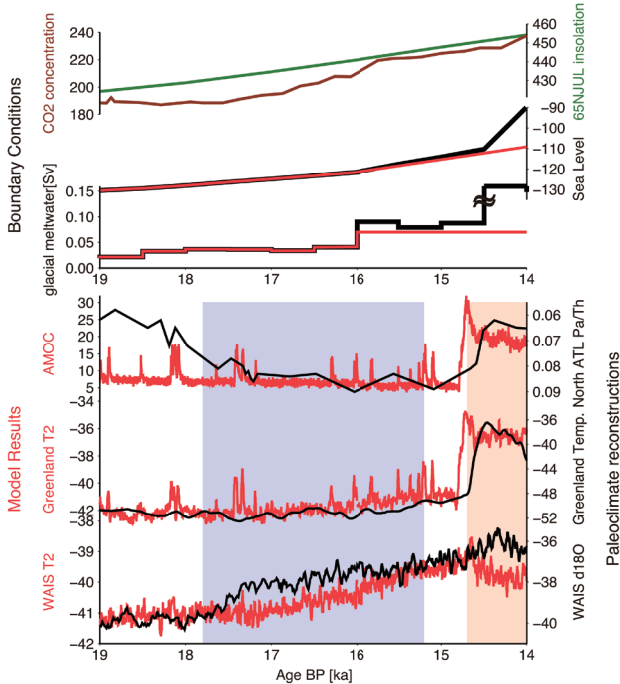 Boundary Conditions
CO2 concentration
240
220
200
180
65NJUL insolation
460
450
440
430
Sea Level
−90
−100
−110
−120
−130
glacial meltwater[Sv]
0.15
0.10
0.05
0.00
19 18 17 16 15 14
Model Results
AMOC
30
25
20
15
10
5
North ATL Pa/Th
0.06
0.07
0.08
0.09
Greenland T2
−34
−36
−38
−40
−42
Greenland Temp.
−36
−40
−44
−48
−52
WAIS T2
−38
−39
−40
−41
−42
WAIS d18O
−36
−38
−40
Paleoclimate reconstructions
19 18 17 16 15 14
Age BP [ka]